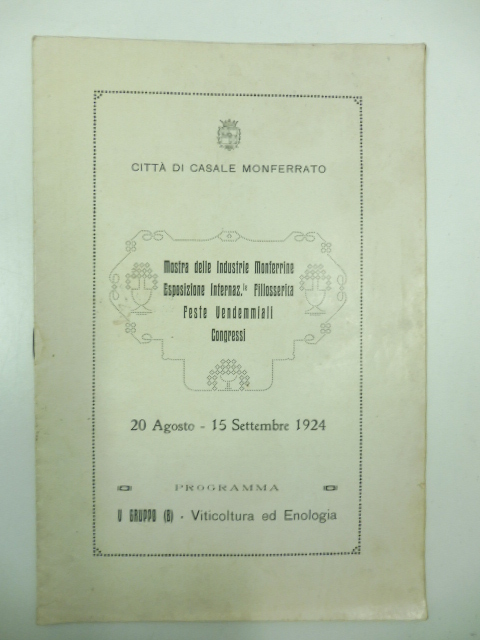 CITTÀ DI CASALE MONFERRATO
Mostra delle Industrie Monferrine
Esposizione Internaz.le Fillosserica
Feste Vendemmiali
Congressi
20 Agosto - 15 Settembre 1924
PROGRAMMA
V GRUPPO (B) - Viticoltura ed Enologia